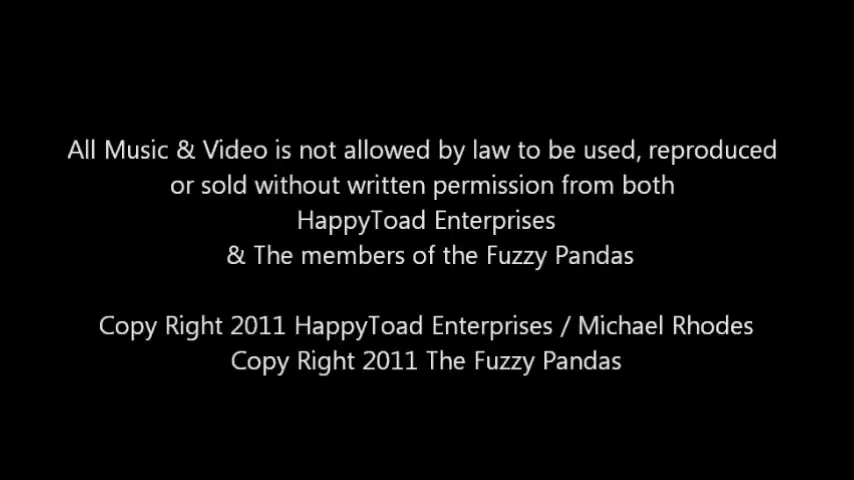 All Music & Video is not allowed by law to be used, reproduced
or sold without written permission from both
HappyToad Enterprises
& The members of the Fuzzy Pandas
Copy Right 2011 HappyToad Enterprises / Michael Rhodes
Copy Right 2011 The Fuzzy Pandas